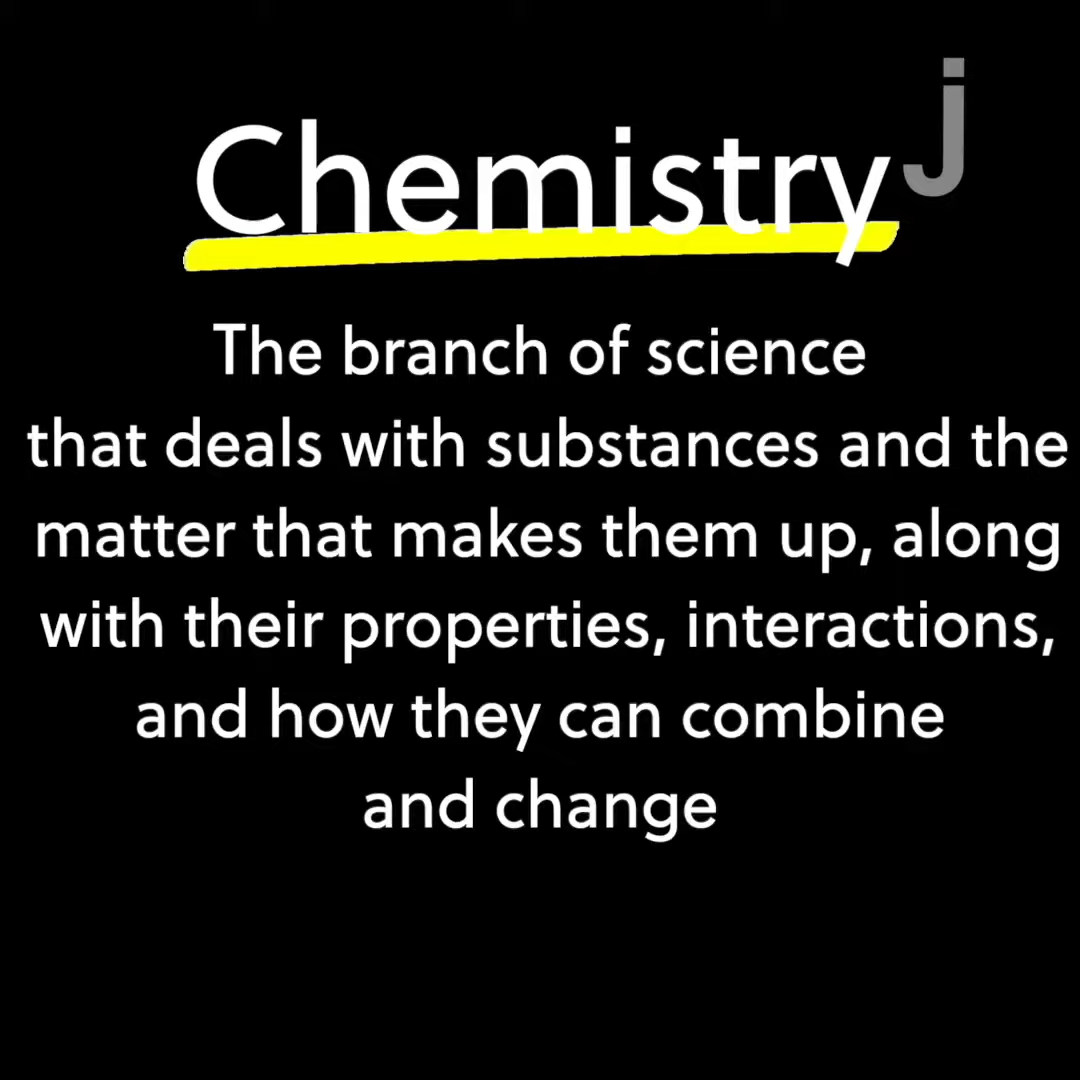 Chemistry
j
The branch of science
that deals with substances and the
matter that makes them up, along
with their properties, interactions,
and how they can combine
and change